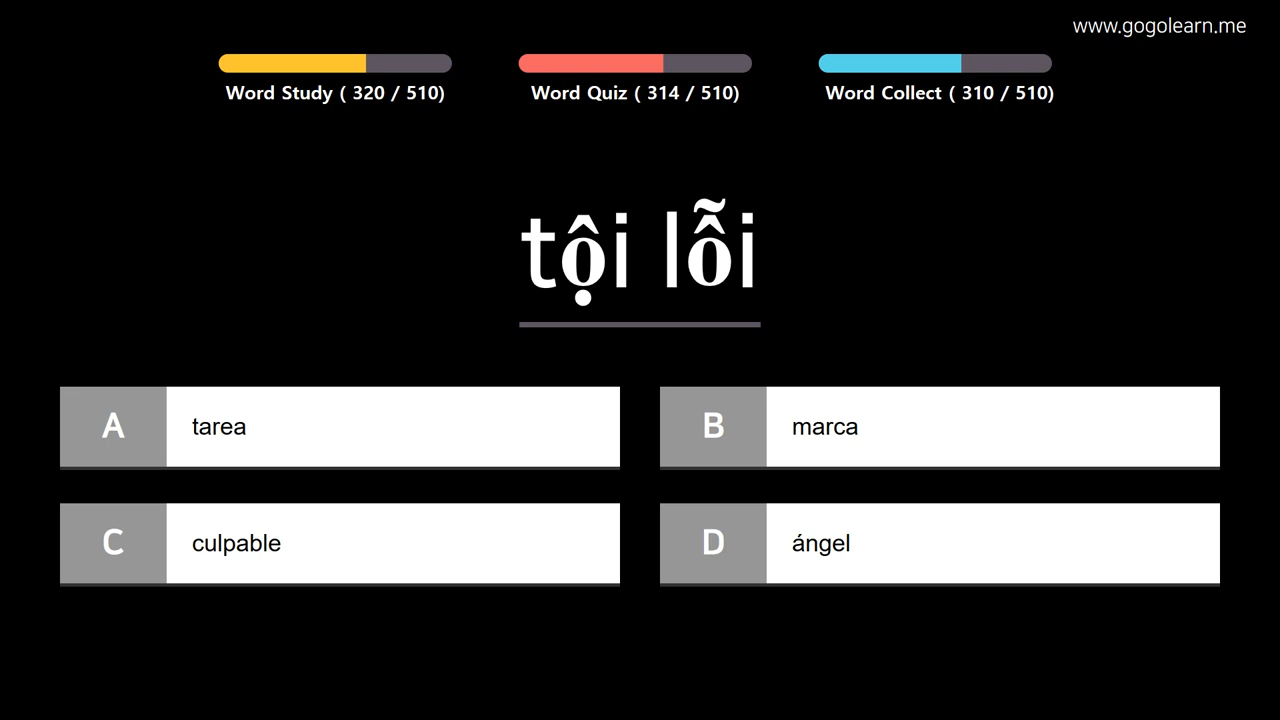 www.gogolearn.me
Word Study ( 320 / 510)
Word Quiz ( 314 / 510)
Word Collect ( 310 / 510)
tội lỗi
A tarea
B marca
C culpable
D ángel